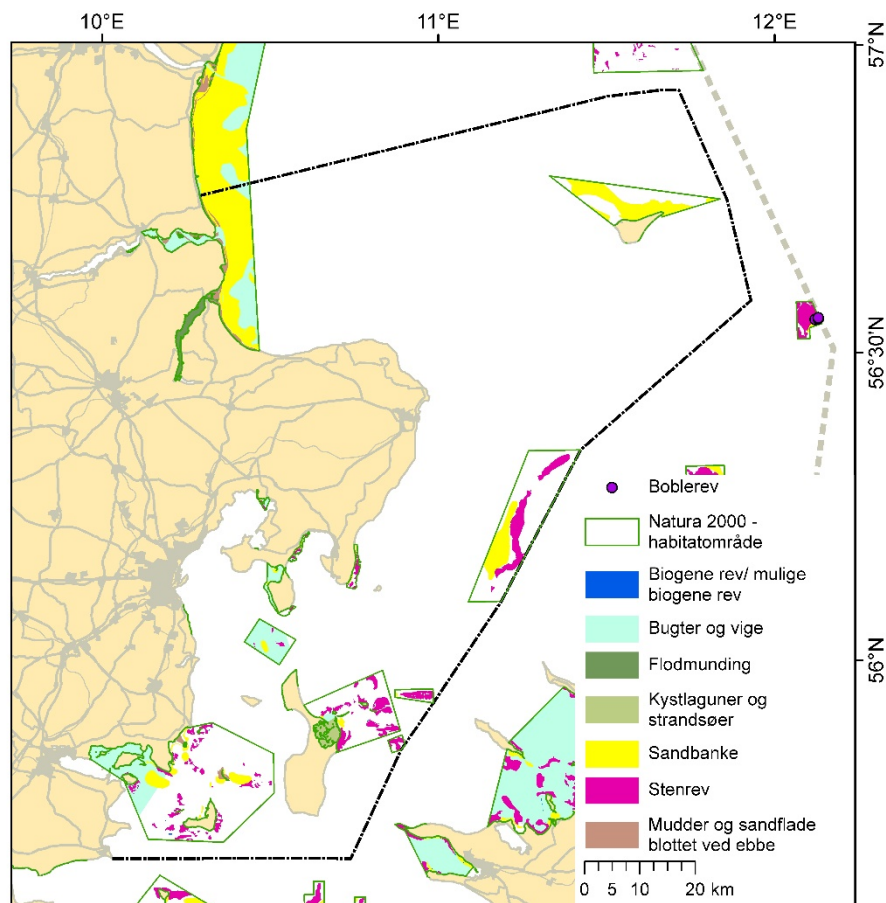 10°E
11°E
12°E
57°N
56°30'N
56°N
Boblerev
Natura 2000 -
habitatområde
Biogene rev/ mulige
biogene rev
Bugter og vige
Flodmunding
Kystlaguner og
strandsøer
Sandbanke
Stenrev
Mudder og sandflade
blottet ved ebbe
0 5 10 20 km